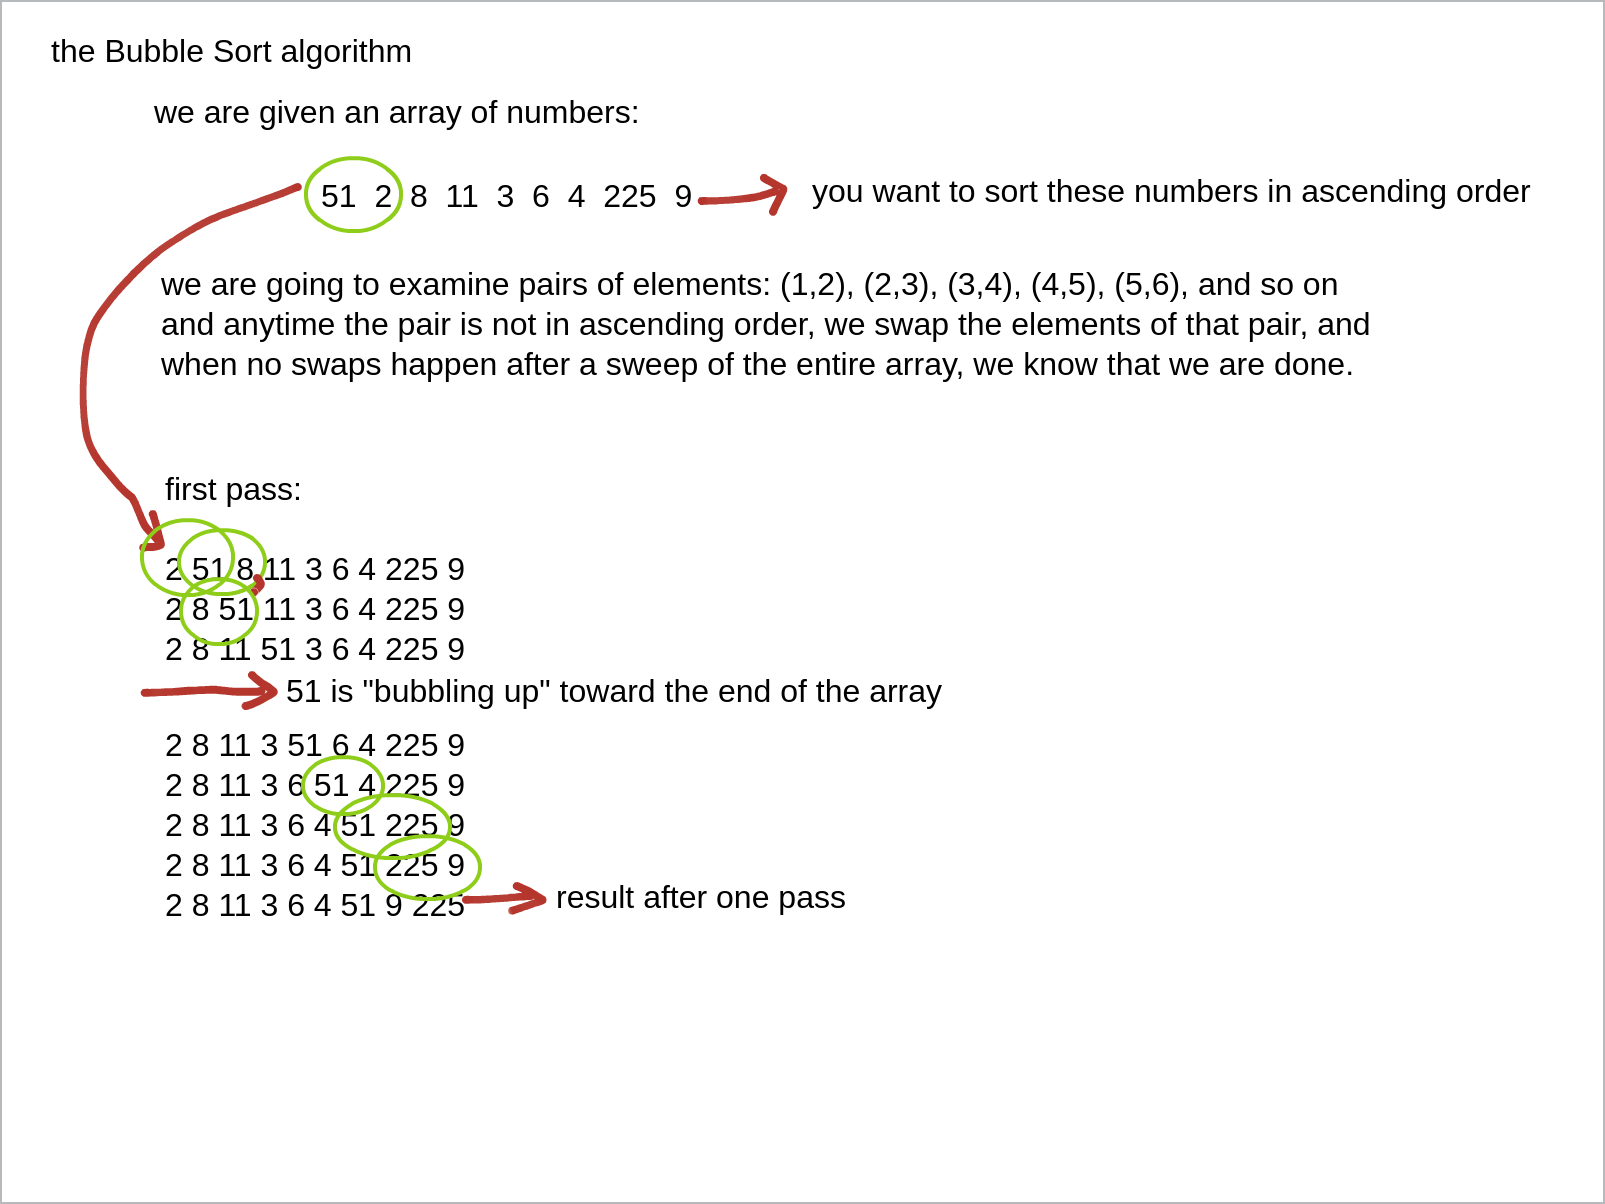 the Bubble Sort algorithm
we are given an array of numbers:
51 2 8 11 3 6 4 225 9 you want to sort these numbers in ascending order
we are going to examine pairs of elements: (1,2), (2,3), (3,4), (4,5), (5,6), and so on
and anytime the pair is not in ascending order, we swap the elements of that pair, and
when no swaps happen after a sweep of the entire array, we know that we are done.
first pass:
2 51 8 11 3 6 4 225 9
2 8 51 11 3 6 4 225 9
2 8 11 51 3 6 4 225 9
51 is "bubbling up" toward the end of the array
2 8 11 3 51 6 4 225 9
2 8 11 3 6 51 4 225 9
2 8 11 3 6 4 51 225 9
2 8 11 3 6 4 51 225 9
2 8 11 3 6 4 51 9 225 result after one pass